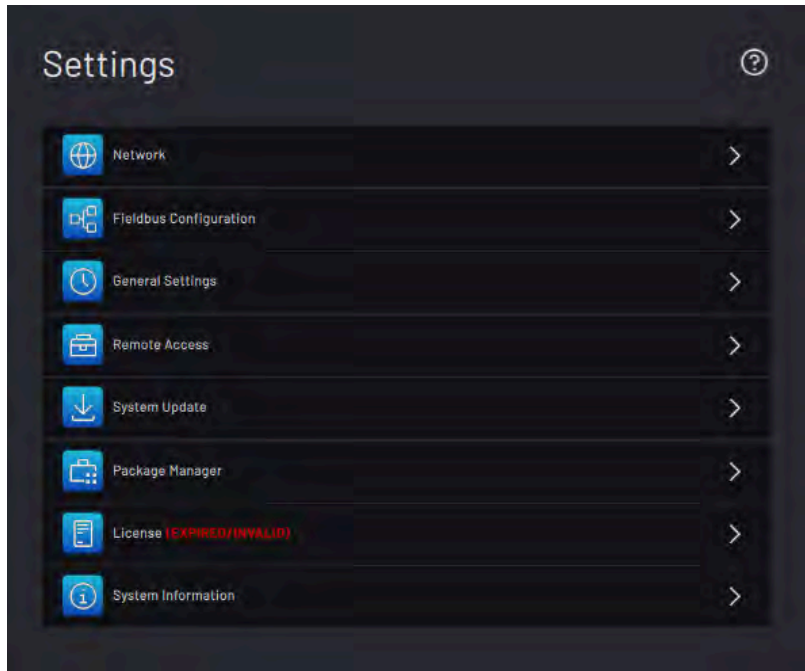 Settings
Network
Fieldbus Configuration
General Settings
Remote Access
System Update
Package Manager
License (EXPIRED/INVALID)
System Information